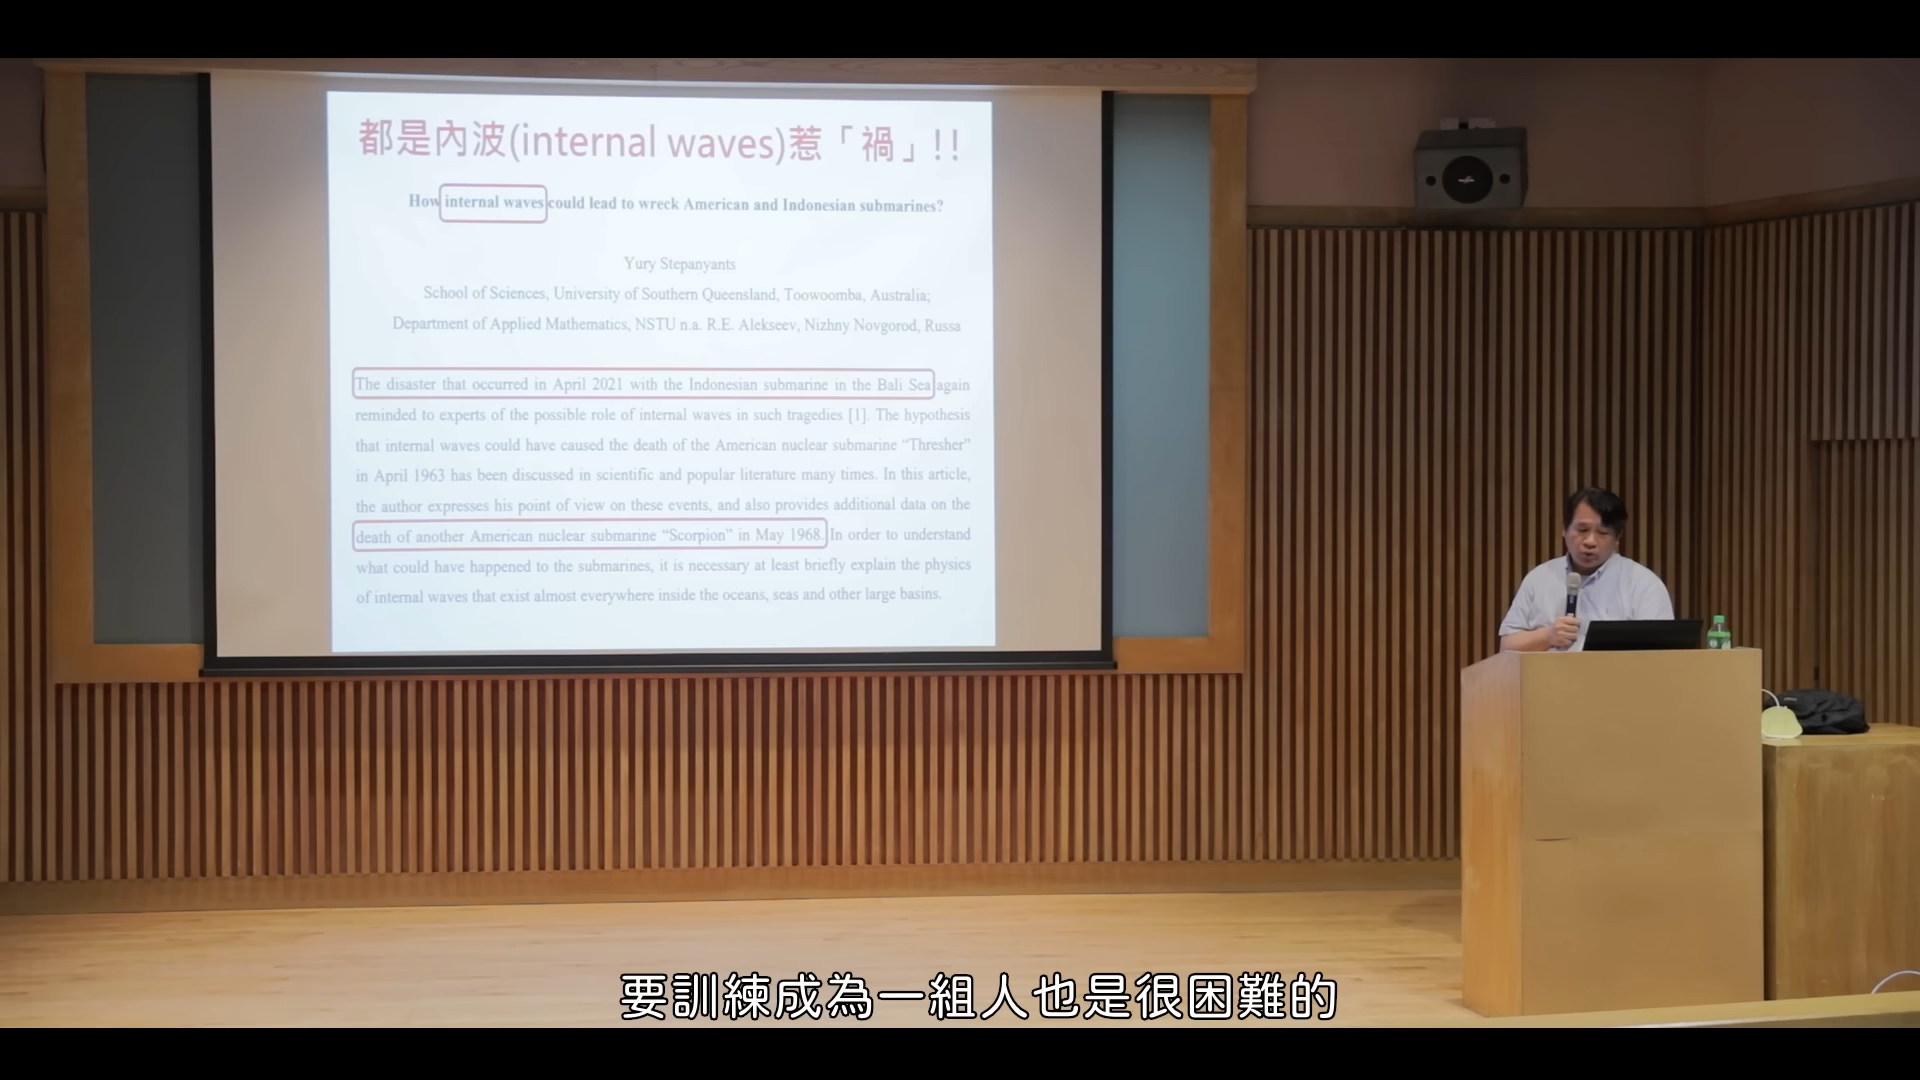 都是內波(internal waves)惹「禍」!!
How internal waves could lead to wreck American and Indonesian submarines?
Yury Stepanyants
School of Sciences, University of Southern Queensland, Toowoomba, Australia;
Department of Applied Mathematics, NSTU n.a. R.E. Alekseev, Nizhny Novgorod, Russa
The disaster that occurred in April 2021 with the Indonesian submarine in the Bali Sea again
reminded to experts of the possible role of internal waves in such tragedies [1]. The hypothesis
that internal waves could have caused the death of the American nuclear submarine “Thresher”
in April 1963 has been discussed in scientific and popular literature many times. In this article,
the author expresses his point of view on these events, and also provides additional data on the
death of another American nuclear submarine “Scorpion” in May 1968. In order to understand
what could have happened to the submarines, it is necessary at least briefly explain the physics
of internal waves that exist almost everywhere inside the oceans, seas and other large basins.
要訓練成為一組人也是很困難的